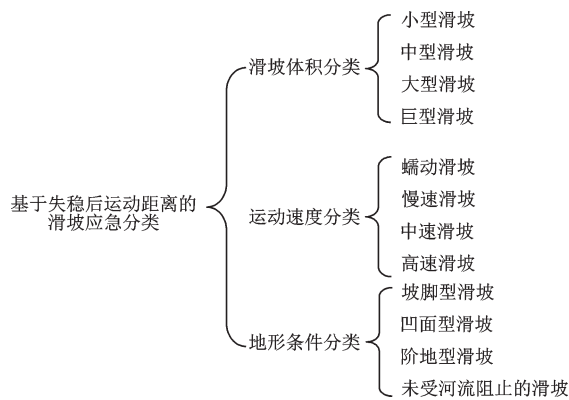 基于失稳后运动距离的
滑坡应急分类
滑坡体积分类
小型滑坡
中型滑坡
大型滑坡
巨型滑坡
运动速度分类
蠕动滑坡
慢速滑坡
中速滑坡
高速滑坡
地形条件分类
坡脚型滑坡
凹面型滑坡
阶地型滑坡
未受河流阻止的滑坡